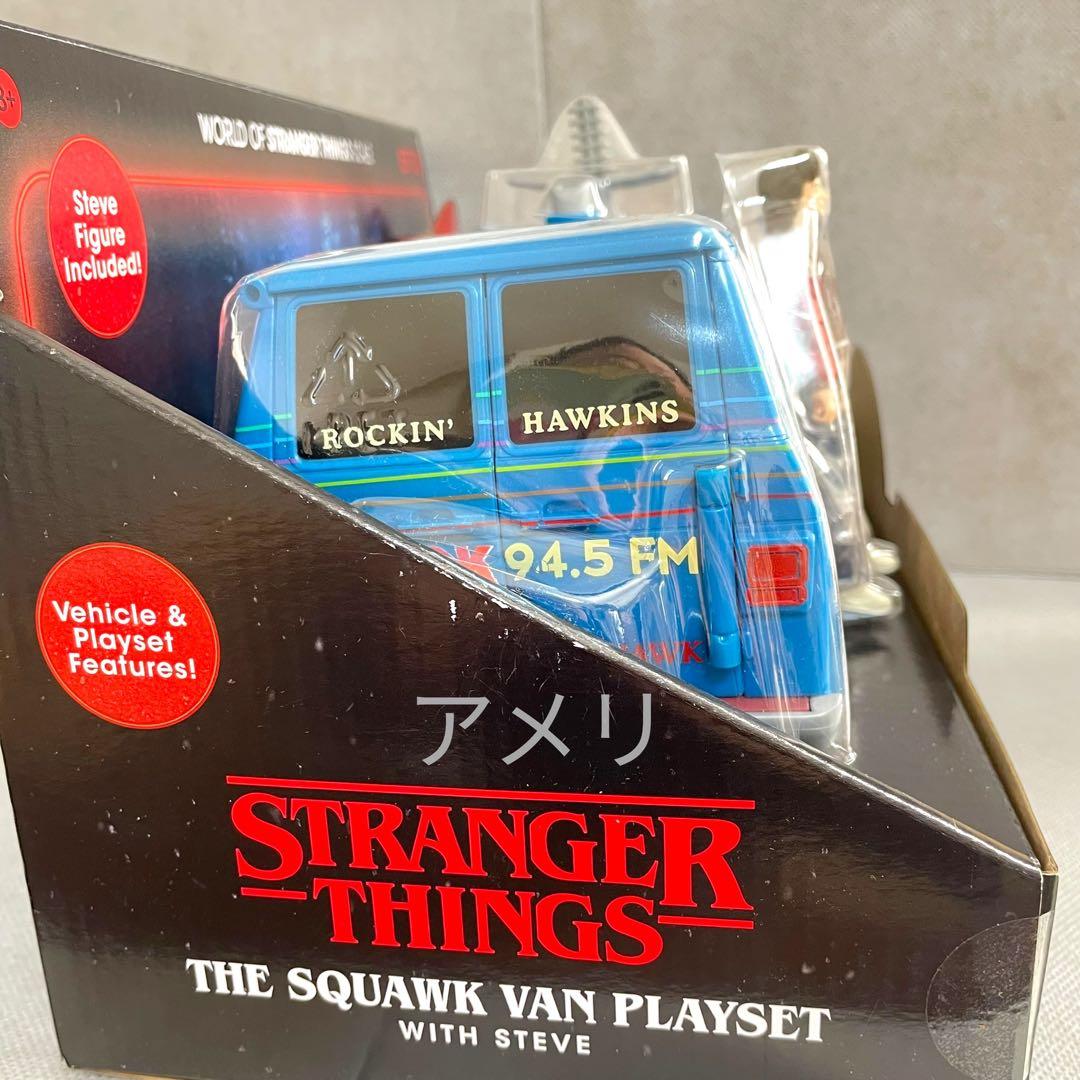 8+
WORLD OF STRANGER THINGS
Steve
Figure
Included!
ROCKIN' HAWKINS
94.5 FM
Vehicle &
Playset
Features!
アメリ
STRANGER
THINGS
THE SQUAWK VAN PLAYSET
WITH STEVE